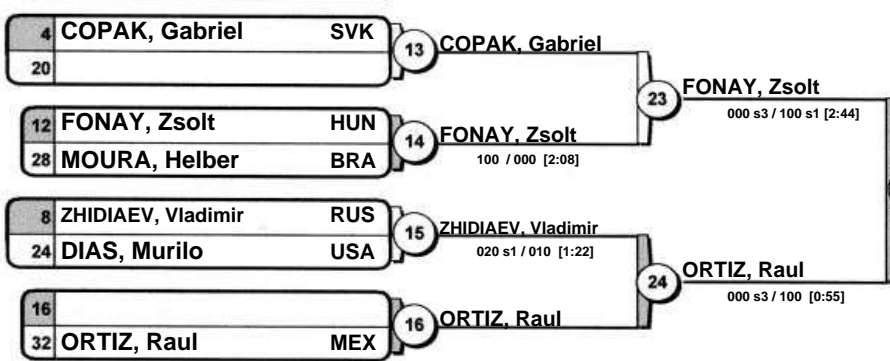 4 COPAK, Gabriel SVK
20
13
COPAK, Gabriel
12 FONAY, Zsolt HUN
28 MOURA, Helber BRA
14
FONAY, Zsolt
100 / 000 [2:08]
23
FONAY, Zsolt
000 s3 / 100 s1 [2:44]
8 ZHIDIAEV, Vladimir RUS
24 DIAS, Murilo USA
15
ZHIDIAEV, Vladimir
020 s1 / 010 [1:22]
16
32 ORTIZ, Raul MEX
16
ORTIZ, Raul
24
ORTIZ, Raul
000 s3 / 100 [0:55]